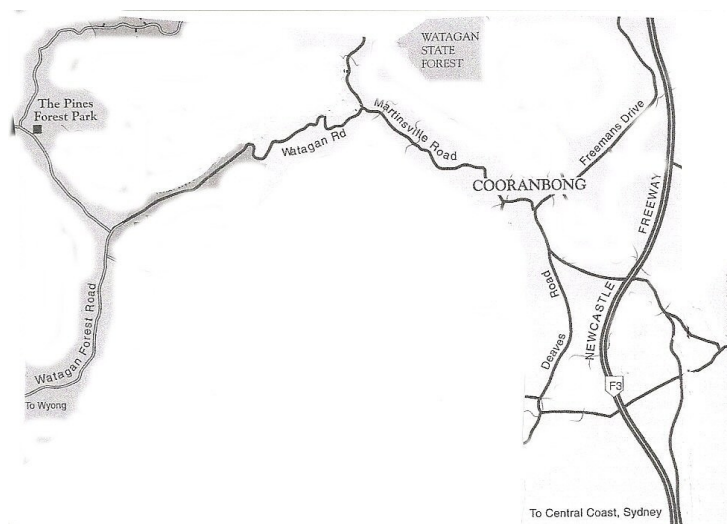 WATAGAN
STATE
FOREST
The Pines
Forest Park
Watagan Rd
Martinsville Road
Freemans Drive
COORANBONG
FREEWAY
NEWCASTLE
Road
Deaves
F3
Watagan Forest Road
To Wyong
To Central Coast, Sydney